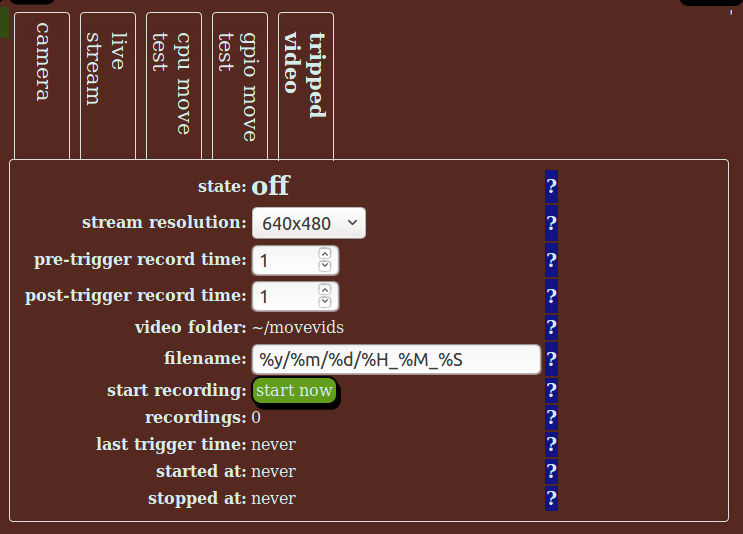 camera
live
stream
cpu move
test
gpio move
test
tripped
video
state: off ?
stream resolution: 640x480 ?
pre-trigger record time: 1 ?
post-trigger record time: 1 ?
video folder: ~/movevids ?
filename: %y/%m/%d/%H_%M_%S ?
start recording: start now ?
recordings: 0 ?
last trigger time: never ?
started at: never ?
stopped at: never ?